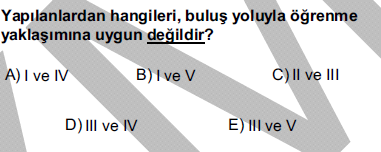 Yapılanlardan hangileri, buluş yoluyla öğrenme
yaklaşımına uygun değildir?
A) I ve IV B) I ve V C) II ve III
D) III ve IV E) III ve V